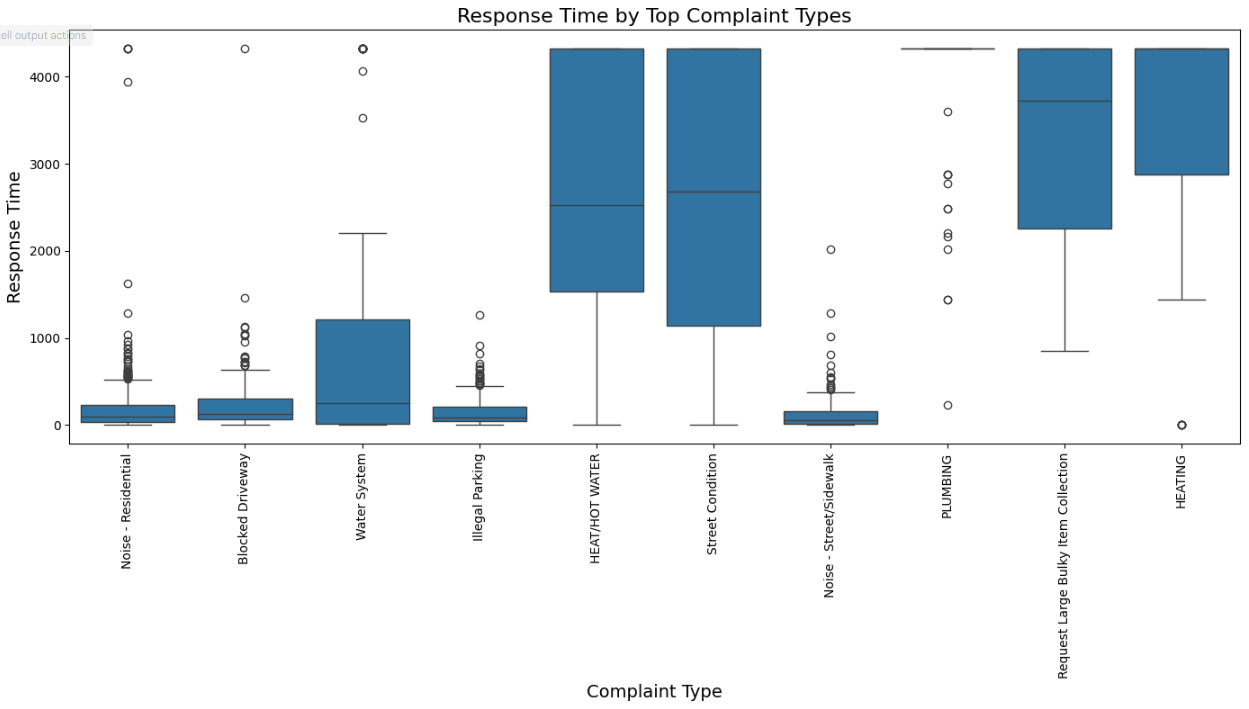 Response Time by Top Complaint Types
ell output actions
Response Time
4000
3000
2000
1000
0
Noise - Residential
Blocked Driveway
Water System
Illegal Parking
HEAT/HOT WATER
Street Condition
Noise - Street/Sidewalk
PLUMBING
Request Large Bulky Item Collection
HEATING
Complaint Type